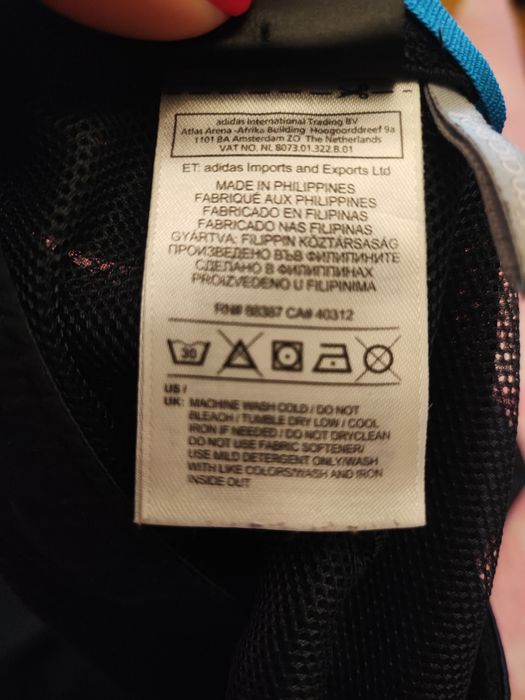 adidas International Trading BV
Atlas Arena -Afrika Building Hoogoorddreef 9a
1101 BA Amsterdam ZO The Netherlands
VAT NO. NL 8073.01.322.B.01
ET: adidas Imports and Exports Ltd
MADE IN PHILIPPINES
FABRIQUÉ AUX PHILIPPINES
FABRICADO EN FILIPINAS
FABRICADO NAS FILIPINAS
GYÁRTVA: FILIPPIN KÖZTÁRSASÁG
ПРОИЗВЕДЕНО ВЪВ ФИЛИПИНИТЕ
СДЕЛАНО В ФИЛИППИНАХ
PROIZVEDENO U FILIPINIMA
RN# 88387 CA# 40312
30
US /
UK: MACHINE WASH COLD / DO NOT
BLEACH / TUMBLE DRY LOW / COOL
IRON IF NEEDED / DO NOT DRYCLEAN
DO NOT USE FABRIC SOFTENER/
USE MILD DETERGENT ONLY/WASH
WITH LIKE COLORS/WASH AND IRON
INSIDE OUT